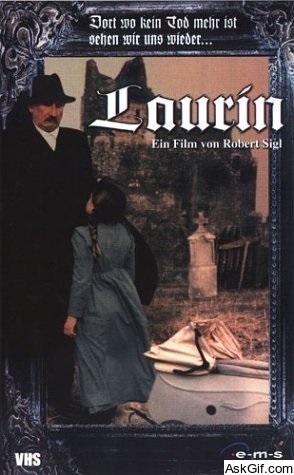 Dort wo kein Tod mehr ist
sehen wir uns wieder...
Laurin
Ein Film von Robert Sigl
VHS
e-m-s
AskGif.com